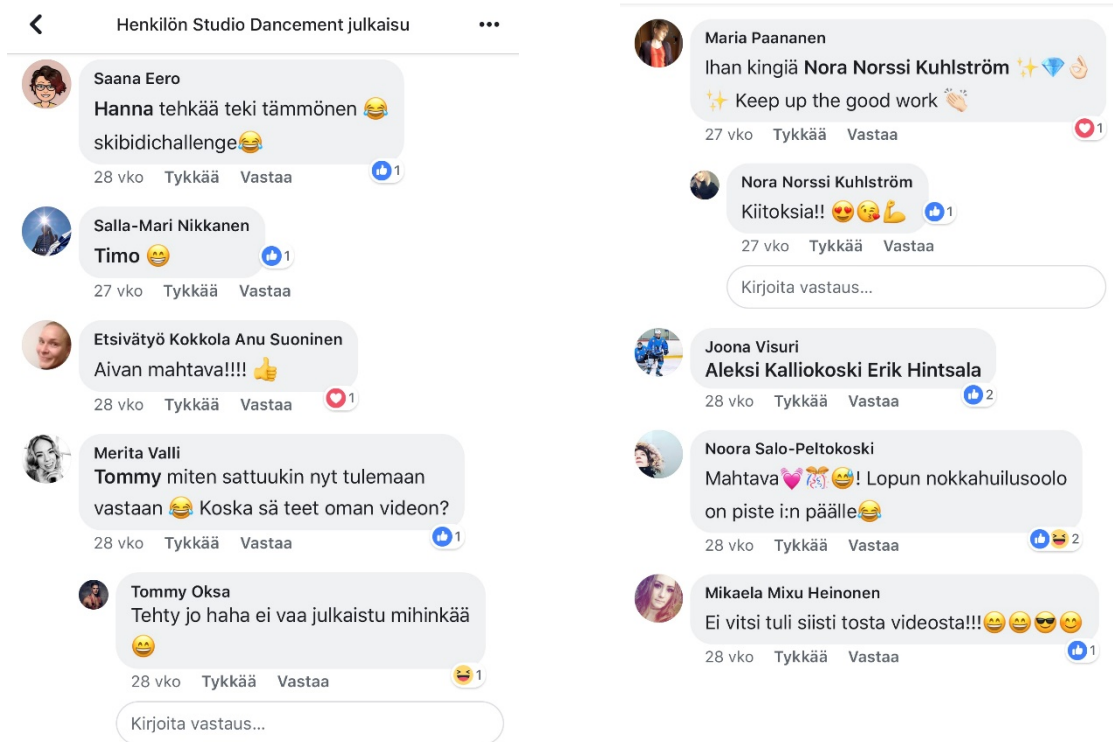 Henkilön Studio Dancement julkaisu •••
Saana Eero
Hanna tehkää teki tämmönen 😂
skibidichallenge😂
1
28 vko Tykkää Vastaa
Salla-Mari Nikkanen
Timo 😁
1
27 vko Tykkää Vastaa
Etsivätyö Kokkola Anu Suoninen
Aivan mahtava!!!! 👍
1
28 vko Tykkää Vastaa
Merita Valli
Tommy miten sattuukin nyt tulemaan
vastaan 😂 Koska sä teet oman videon?
1
28 vko Tykkää Vastaa
Tommy Oksa
Tehty jo haha ei vaa julkaistu mihinkää
😄
1
28 vko Tykkää Vastaa
Kirjoita vastaus...
Maria Paananen
Ihan kingiä Nora Norssi Kuhlström ✨💎👌🏻
✨ Keep up the good work 👏🏻
1
27 vko Tykkää Vastaa
Nora Norssi Kuhlström
Kiitoksia!! 😍😘💪
1
27 vko Tykkää Vastaa
Kirjoita vastaus...
Joona Visuri
Aleksi Kalliokoski Erik Hintsala
2
28 vko Tykkää Vastaa
Noora Salo-Peltokoski
Mahtava💓🎊😅! Lopun nokkahuilusoolo
on piste i:n päälle😂
2
28 vko Tykkää Vastaa
Mikaela Mixu Heinonen
Ei vitsi tuli siisti tosta videosta!!!😄😄😎😊
1
28 vko Tykkää Vastaa